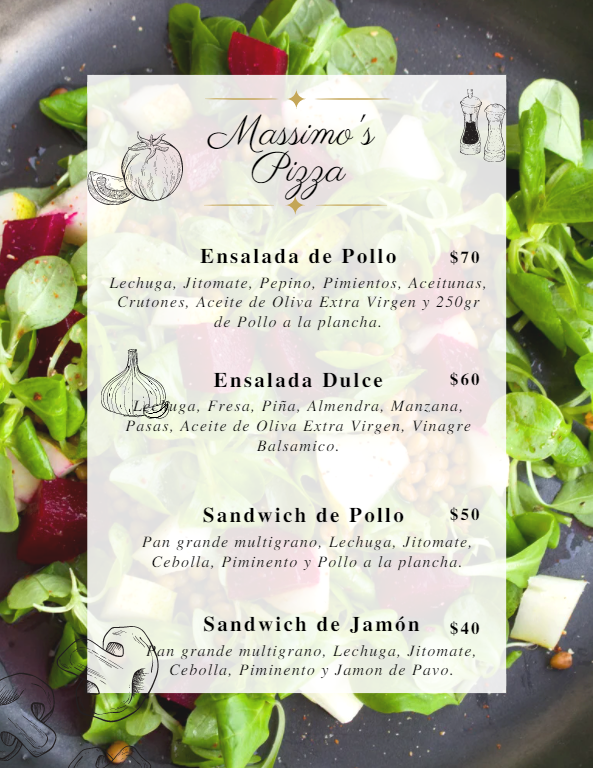 Massimo's
Pizza
Ensalada de Pollo $70
Lechuga, Jitomate, Pepino, Pimientos, Aceitunas,
Crutones, Aceite de Oliva Extra Virgen y 250gr
de Pollo a la plancha.
Ensalada Dulce $60
Lechuga, Fresa, Piña, Almendra, Manzana,
Pasas, Aceite de Oliva Extra Virgen, Vinagre
Balsamico.
Sandwich de Pollo $50
Pan grande multigrano, Lechuga, Jitomate,
Cebolla, Piminento y Pollo a la plancha.
Sandwich de Jamón $40
Pan grande multigrano, Lechuga, Jitomate,
Cebolla, Piminento y Jamon de Pavo.